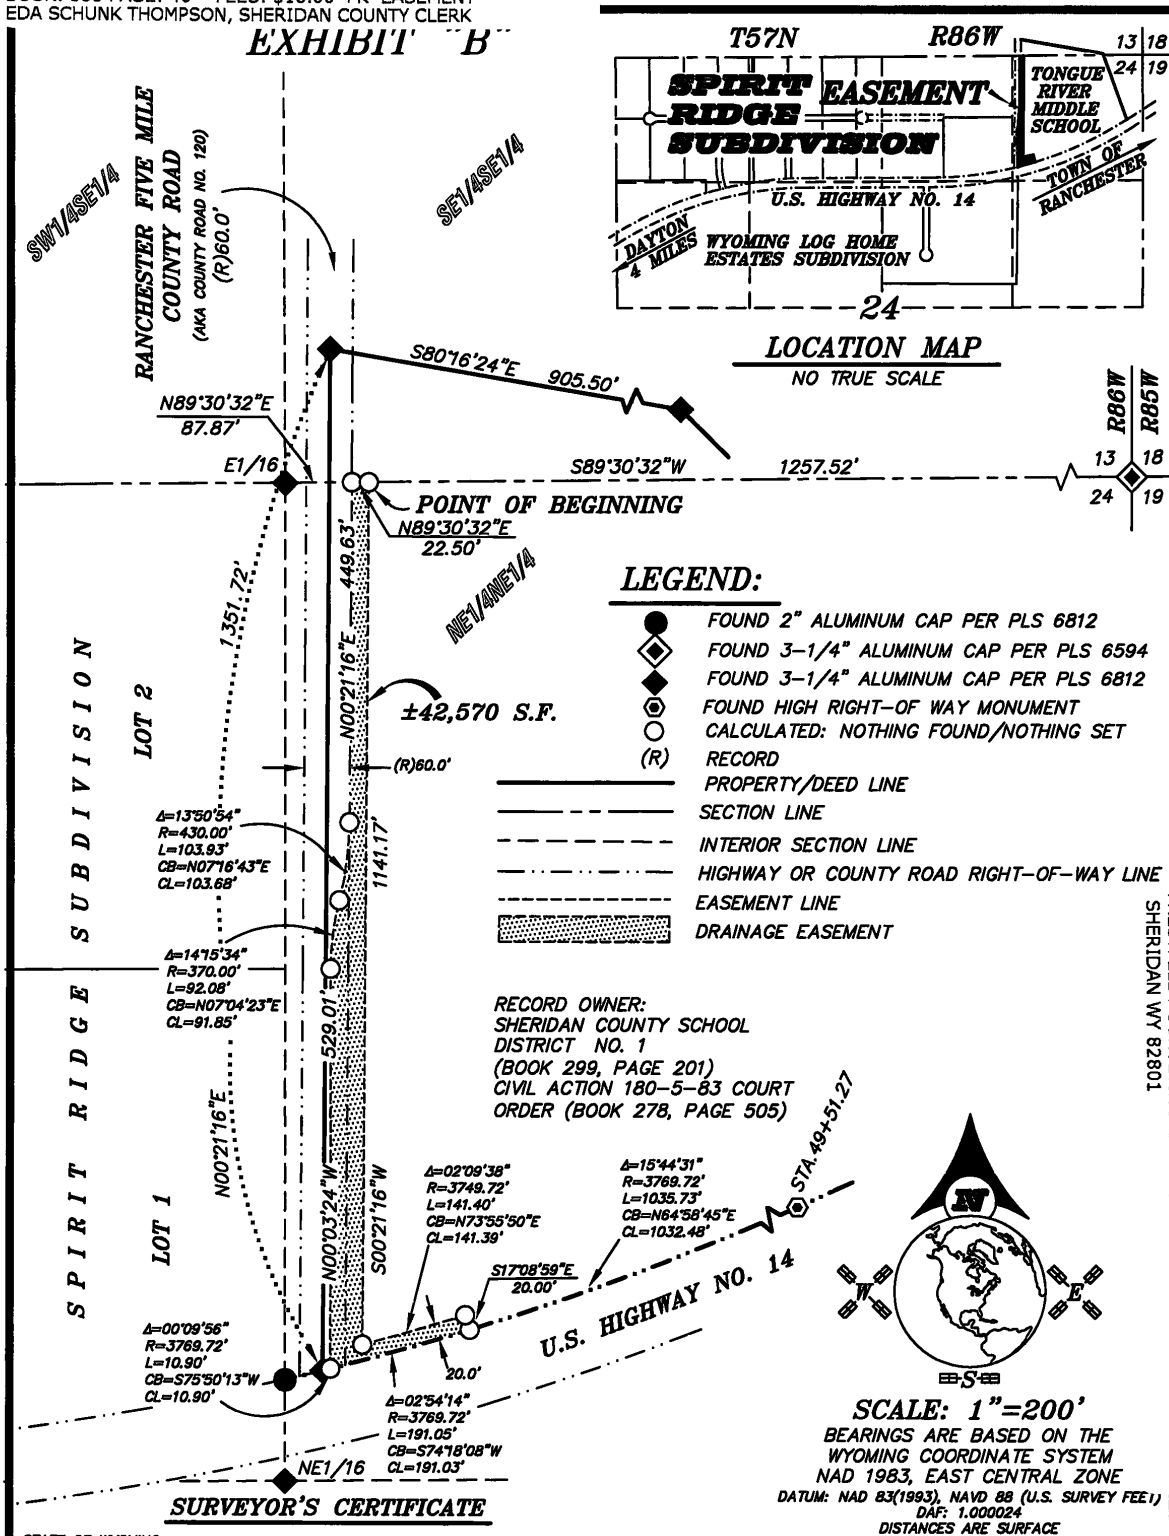 EDA SCHUNK THOMPSON, SHERIDAN COUNTY CLERK
EXHIBIT "B"
T57N
R86W
13
18
24
19
SPIRIT
RIDGE
SUBDIVISION
EASEMENT
TONGUE
RIVER
MIDDLE
SCHOOL
TOWN OF
RANCHESTER
U.S. HIGHWAY NO. 14
DAYTON
4 MILES
WYOMING LOG HOME
ESTATES SUBDIVISION
24
LOCATION MAP
NO TRUE SCALE
RANCHESTER FIVE MILE
COUNTY ROAD
(AKA COUNTY ROAD NO. 120)
(R)60.0'
SW1/4SE1/4
SE1/4SE1/4
S80°16'24"E
905.50'
N89°30'32"E
87.87'
E1/16
S89°30'32"W
1257.52'
R86W
R85W
13
18
24
19
POINT OF BEGINNING
N89°30'32"E
22.50'
449.63'
N00°21'16"E
NE1/4NE1/4
1351.72'
N00°21'16"E
±42,570 S.F.
(R)60.0'
1141.17'
S00°21'16"W
SPIRIT RIDGE SUBDIVISION
LOT 2
LOT 1
LEGEND:
FOUND 2" ALUMINUM CAP PER PLS 6812
FOUND 3-1/4" ALUMINUM CAP PER PLS 6594
FOUND 3-1/4" ALUMINUM CAP PER PLS 6812
FOUND HIGH RIGHT-OF WAY MONUMENT
CALCULATED: NOTHING FOUND/NOTHING SET
(R) RECORD
PROPERTY/DEED LINE
SECTION LINE
INTERIOR SECTION LINE
HIGHWAY OR COUNTY ROAD RIGHT-OF-WAY LINE
EASEMENT LINE
DRAINAGE EASEMENT
Δ=13°50'54"
R=430.00'
L=103.93'
CB=N07°16'43"E
CL=103.68'
Δ=14°15'34"
R=370.00'
L=92.08'
CB=N07°04'23"E
CL=91.85'
529.01'
N00°03'24"W
RECORD OWNER:
SHERIDAN COUNTY SCHOOL
DISTRICT NO. 1
(BOOK 299, PAGE 201)
CIVIL ACTION 180-5-83 COURT
ORDER (BOOK 278, PAGE 505)
SHERIDAN WY 82801
Δ=02°09'38"
R=3749.72'
L=141.40'
CB=N73°55'50"E
CL=141.39'
Δ=15°44'31"
R=3769.72'
L=1035.73'
CB=N64°58'45"E
CL=1032.48'
STA.49+51.27
S17°08'59"E
20.00'
U.S. HIGHWAY NO. 14
20.0'
Δ=00°09'56"
R=3769.72'
L=10.90'
CB=S75°50'13"W
CL=10.90'
Δ=02°54'14"
R=3769.72'
L=191.05'
CB=S74°18'08"W
CL=191.03'
NE1/16
N
W
E
S
SCALE: 1"=200'
BEARINGS ARE BASED ON THE
WYOMING COORDINATE SYSTEM
NAD 1983, EAST CENTRAL ZONE
DATUM: NAD 83(1993), NAVD 88 (U.S. SURVEY FEET)
DAF: 1.000024
DISTANCES ARE SURFACE
SURVEYOR'S CERTIFICATE